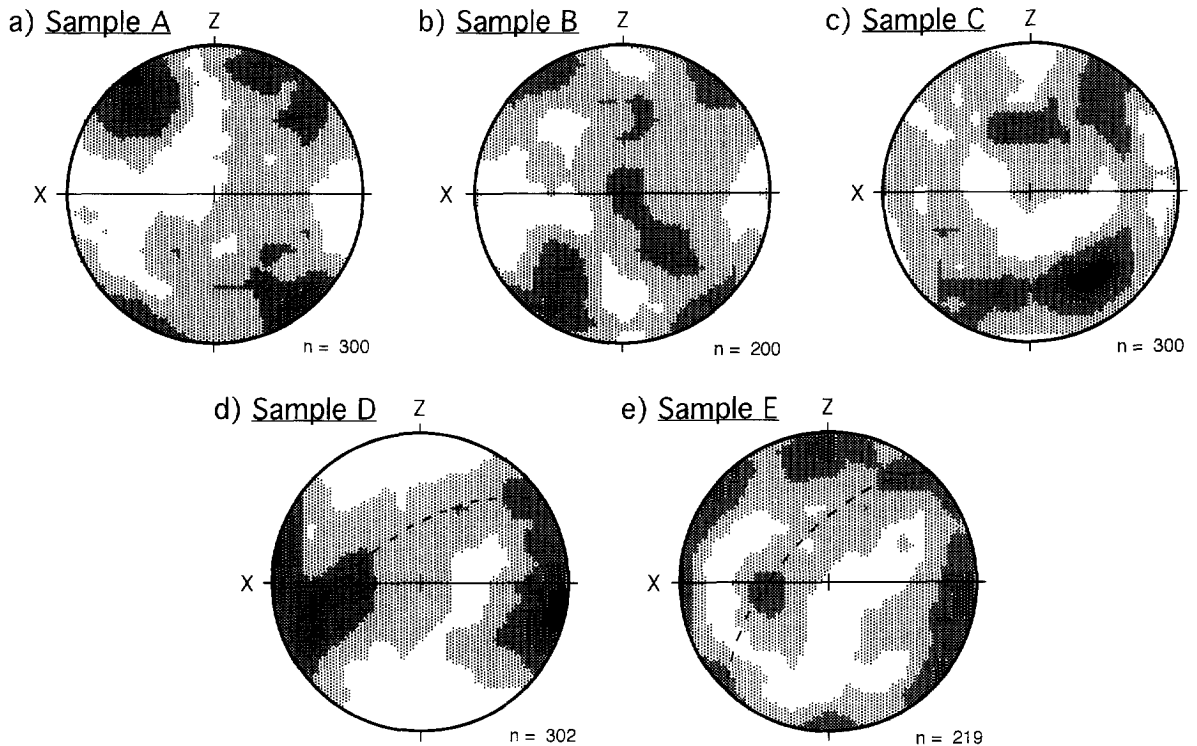 a) Sample A
Z
X
n = 300
b) Sample B
Z
X
n = 200
c) Sample C
Z
X
n = 300
d) Sample D
Z
X
n = 302
e) Sample E
Z
X
n = 219